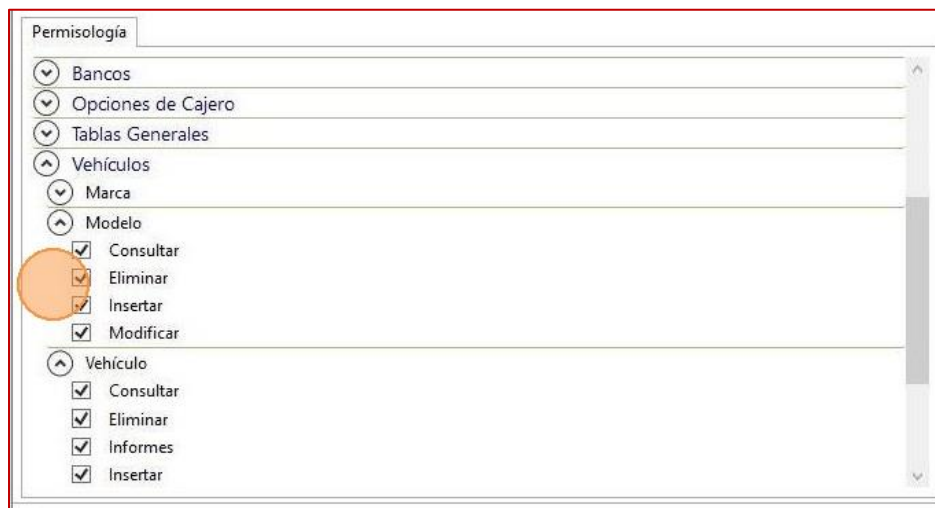 Permisología
Bancos
Opciones de Cajero
Tablas Generales
Vehículos
Marca
Modelo
Consultar
Eliminar
Insertar
Modificar
Vehículo
Consultar
Eliminar
Informes
Insertar